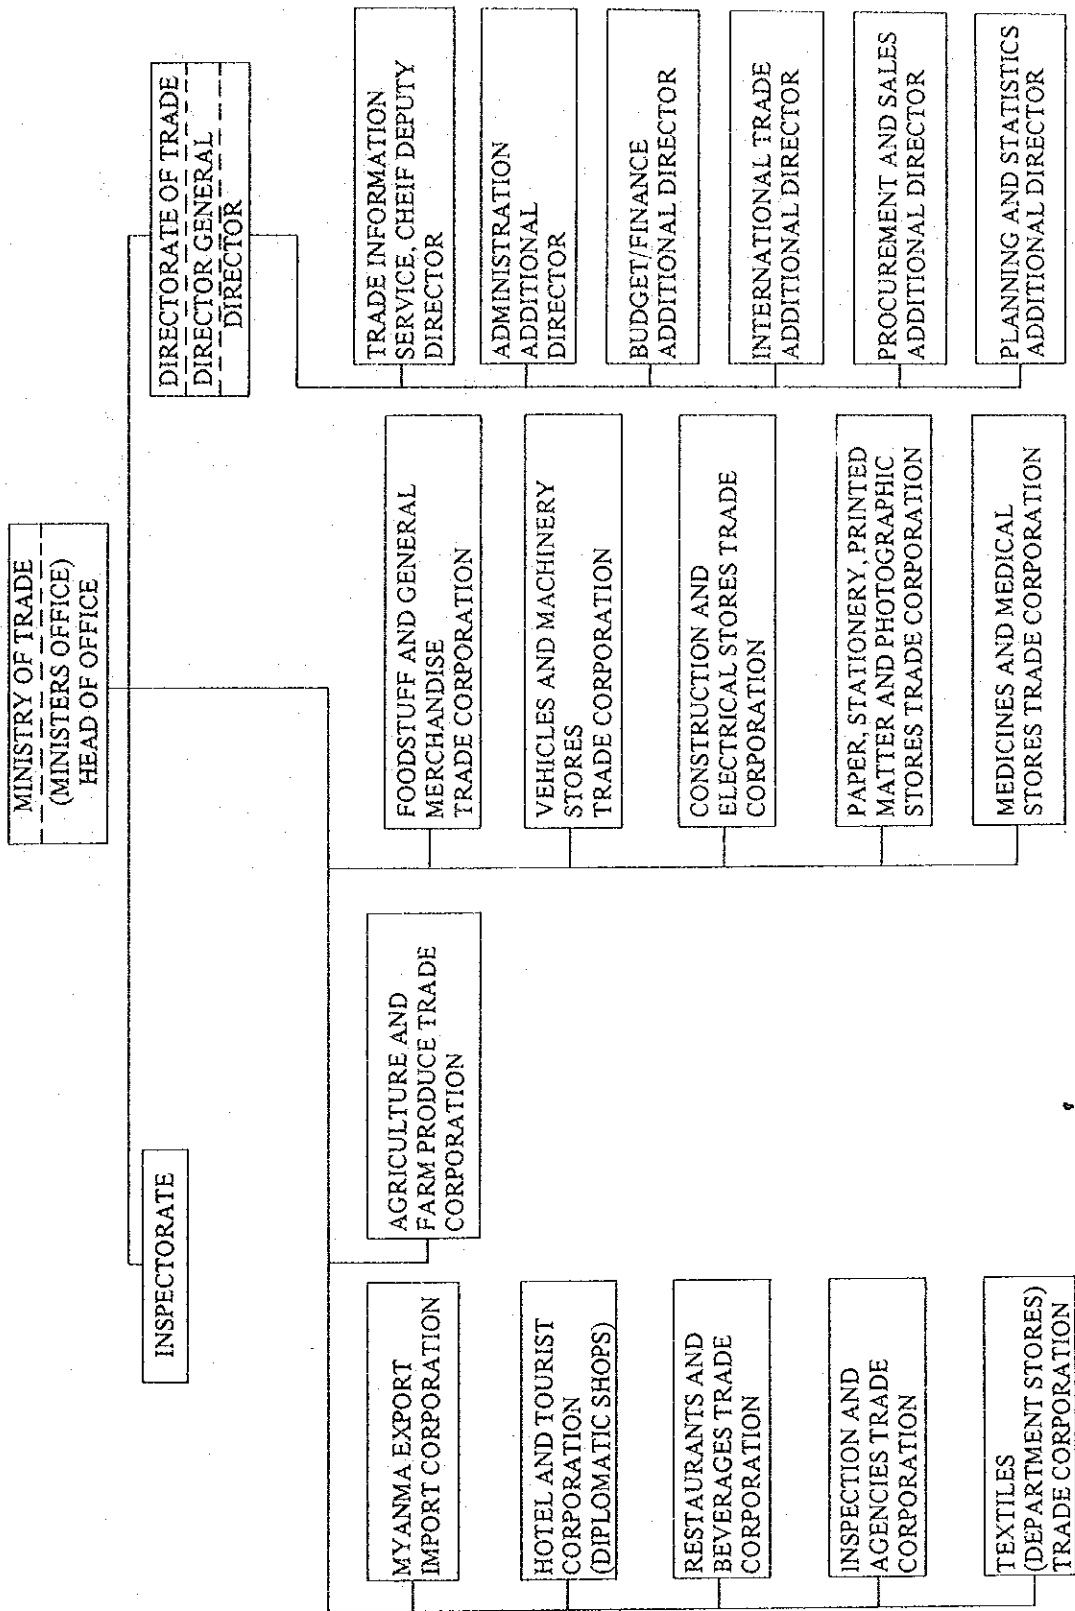 MINISTRY OF TRADE
(MINISTERS OFFICE)
HEAD OF OFFICE
INSPECTORATE
DIRECTORATE OF TRADE
DIRECTOR GENERAL
DIRECTOR
MYANMA EXPORT
IMPORT CORPORATION
HOTEL AND TOURIST
CORPORATION
(DIPLOMATIC SHOPS)
RESTAURANTS AND
BEVERAGES TRADE
CORPORATION
INSPECTION AND
AGENCIES TRADE
CORPORATION
TEXTILES
(DEPARTMENT STORES)
TRADE CORPORATION
AGRICULTURE AND
FARM PRODUCE TRADE
CORPORATION
FOODSTUFF AND GENERAL
MERCHANDISE
TRADE CORPORATION
VEHICLES AND MACHINERY
STORES
TRADE CORPORATION
CONSTRUCTION AND
ELECTRICAL STORES TRADE
CORPORATION
PAPER, STATIONERY, PRINTED
MATTER AND PHOTOGRAPHIC
STORES TRADE CORPORATION
MEDICINES AND MEDICAL
STORES TRADE CORPORATION
TRADE INFORMATION
SERVICE, CHEIF DEPUTY
DIRECTOR
ADMINISTRATION
ADDITIONAL
DIRECTOR
BUDGET/FINANCE
ADDITIONAL DIRECTOR
INTERNATIONAL TRADE
ADDITIONAL DIRECTOR
PROCUREMENT AND SALES
ADDITIONAL DIRECTOR
PLANNING AND STATISTICS
ADDITIONAL DIRECTOR